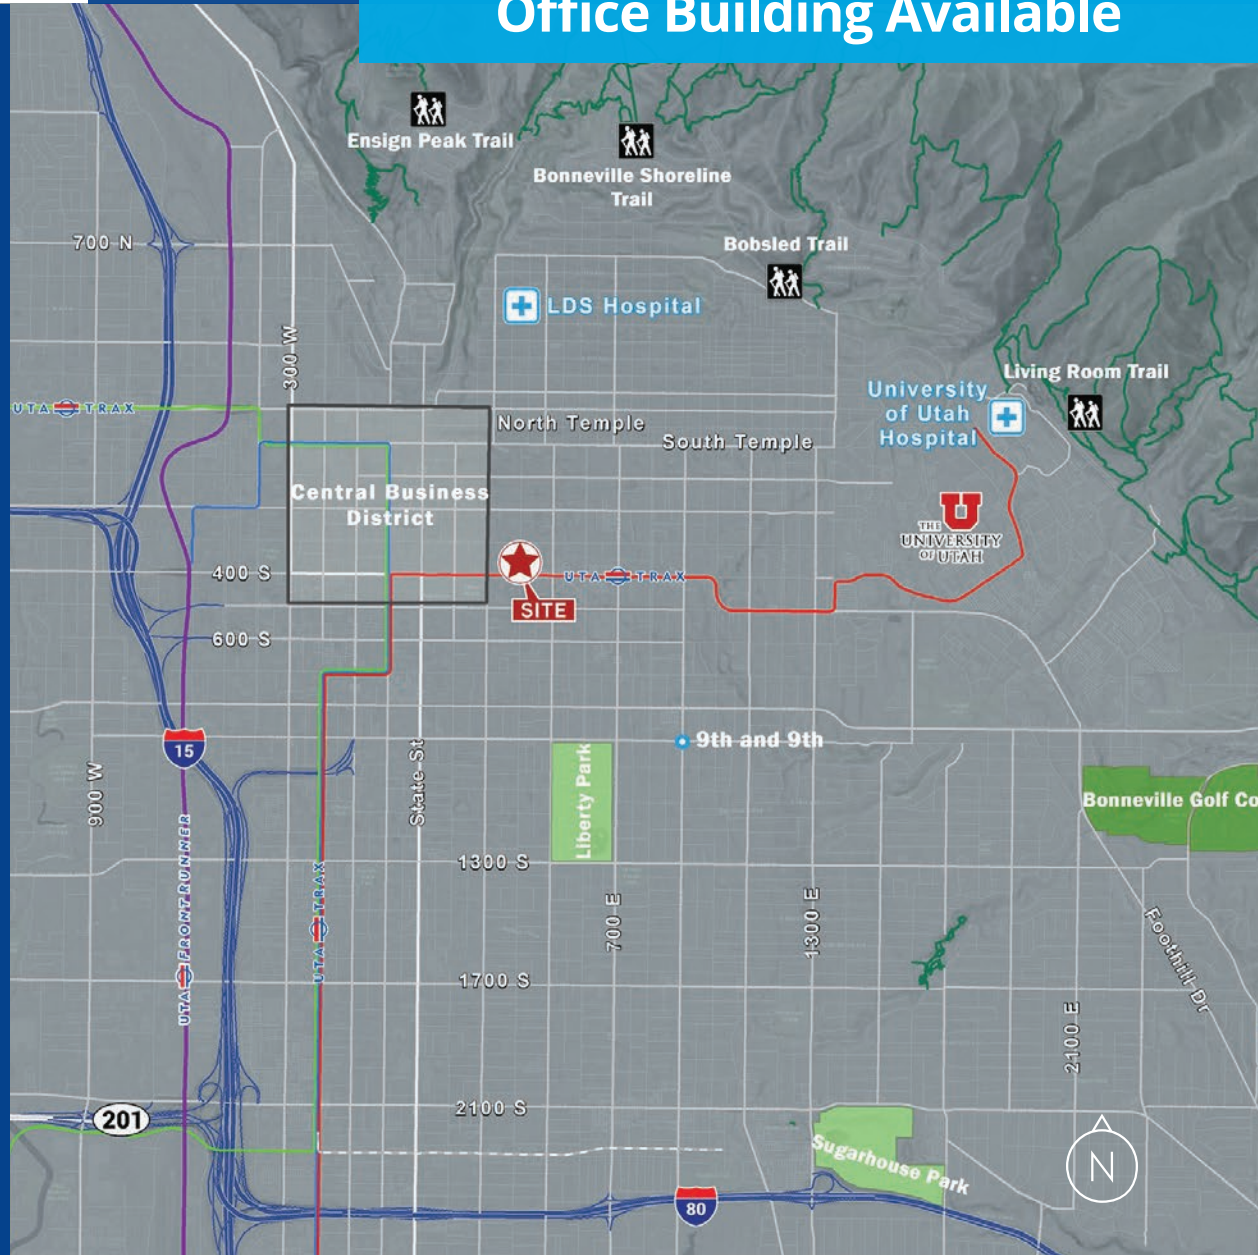 Office Building Available
Ensign Peak Trail
Bonneville Shoreline
Trail
Bobsled Trail
700 N
LDS Hospital
300 W
Living Room Trail
University
of Utah
Hospital
UTA TRAX
North Temple
South Temple
Central Business
District
U
THE
UNIVERSITY
OF UTAH
400 S
UTA TRAX
SITE
600 S
9th and 9th
15
State St
900 W
Liberty Park
Bonneville Golf Co
UTA FRONTRUNNER
UTA TRAX
1300 S
700 E
1300 E
Foothill Dr
1700 S
2100 E
2100 S
201
Sugarhouse Park
N
80